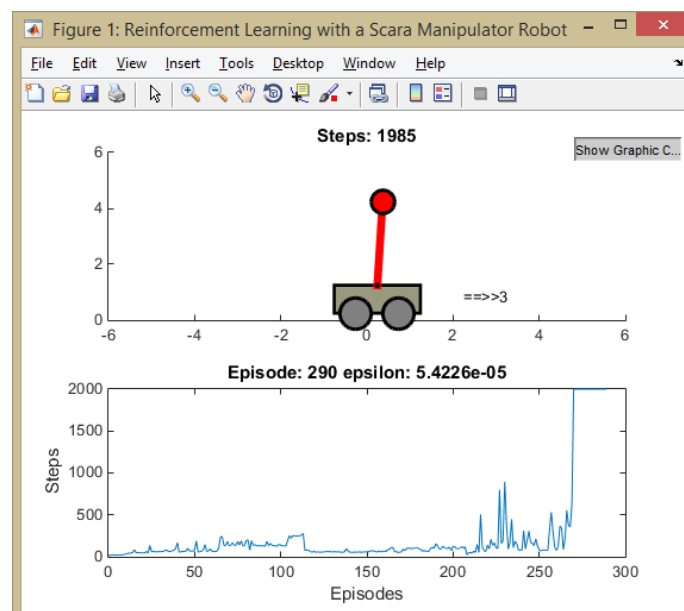 Figure 1: Reinforcement Learning with a Scara Manipulator Robot
File Edit View Insert Tools Desktop Window Help
Steps: 1985
Show Graphic C...
6
4
2
0
-6 -4 -2 0 2 4 6
==>>3
Episode: 290 epsilon: 5.4226e-05
2000
1500
1000
500
0
Steps
0 50 100 150 200 250 300
Episodes